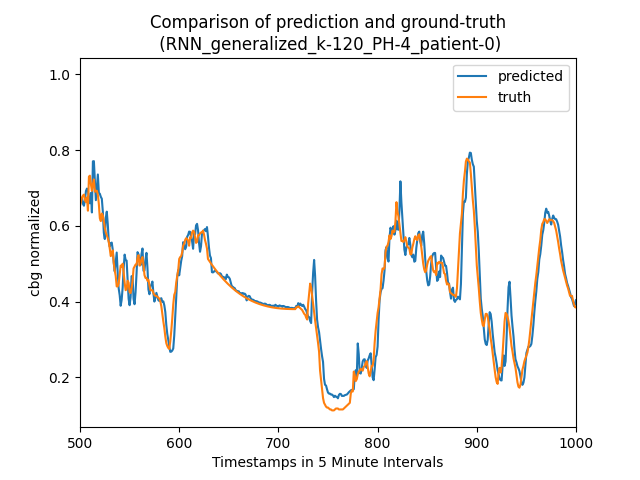 Comparison of prediction and ground-truth
(RNN_generalized_k-120_PH-4_patient-0)
predicted
truth
cbg normalized
1.0
0.8
0.6
0.4
0.2
500 600 700 800 900 1000
Timestamps in 5 Minute Intervals